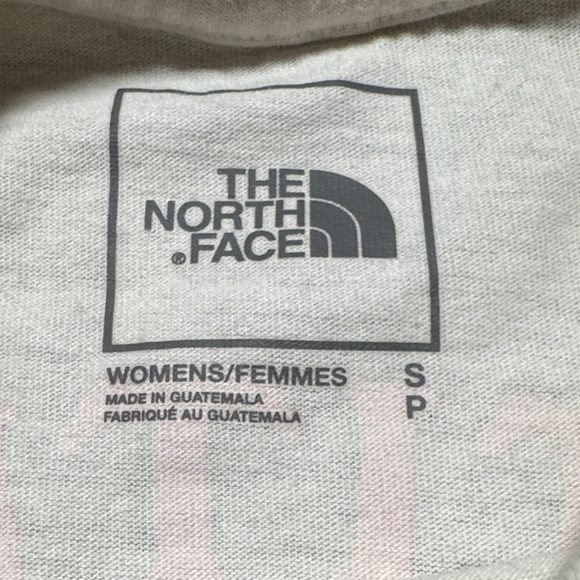 THE
NORTH
®FACE
WOMENS/FEMMES S
MADE IN GUATEMALA
FABRIQUÉ AU GUATEMALA P